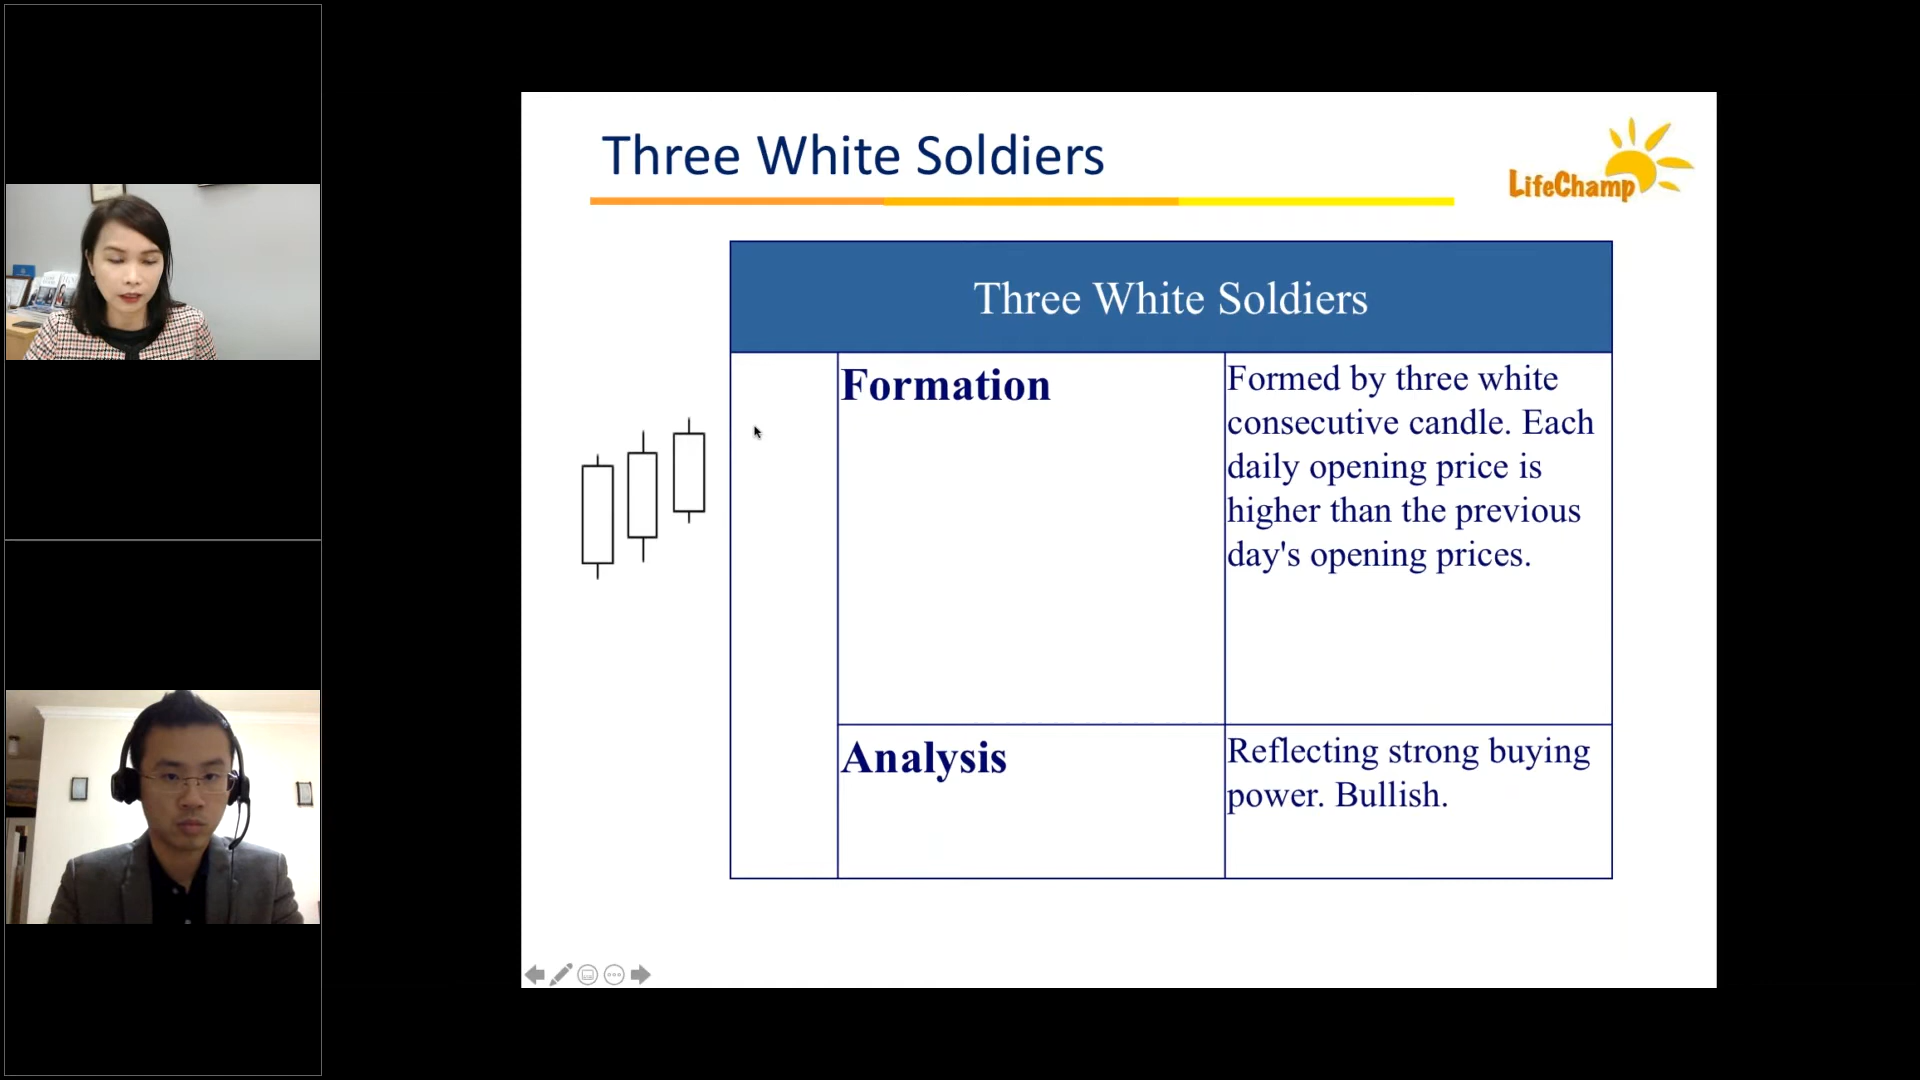 Three White Soldiers
LifeChamp
Three White Soldiers
Formation
Formed by three white
consecutive candle. Each
daily opening price is
higher than the previous
day's opening prices.
Analysis
Reflecting strong buying
power. Bullish.